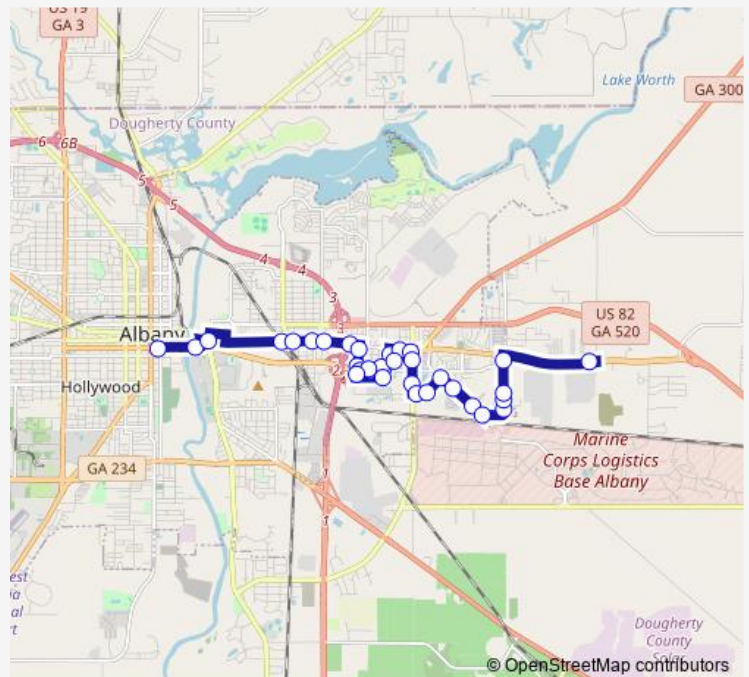 US 19
GA 3
Lake Worth
GA 300
Dougherty County
6
6B
5
5
4
4
3
3
US 82
GA 520
Albany
2
Hollywood
Marine
Corps Logistics
Base Albany
GA 234
1
1
Dougherty
County
Solar
© OpenStreetMap contributors